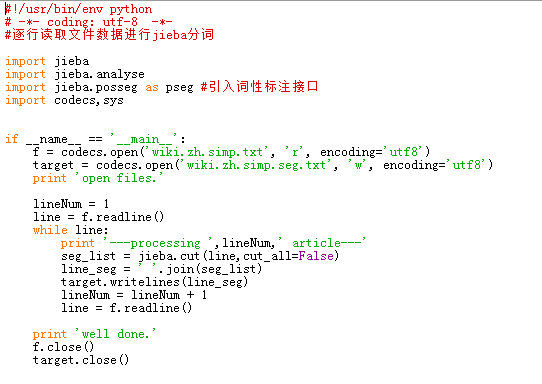 #!/usr/bin/env python
# -*- coding: utf-8  -*-
#逐行读取文件数据进行jieba分词
import jieba
import jieba.analyse
import jieba.posseg as pseg #引入词性标注接口
import codecs,sys
if __name__ == '__main__':
    f = codecs.open('wiki.zh.simp.txt', 'r', encoding='utf8')
    target = codecs.open('wiki.zh.simp.seg.txt', 'w', encoding='utf8')
    print 'open files.'
    lineNum = 1
    line = f.readline()
    while line:
        print '---processing ',lineNum,' article---'
        seg_list = jieba.cut(line,cut_all=False)
        line_seg = ' '.join(seg_list)
        target.writelines(line_seg)
        lineNum = lineNum + 1
        line = f.readline()
    print 'well done.'
    f.close()
    target.close()